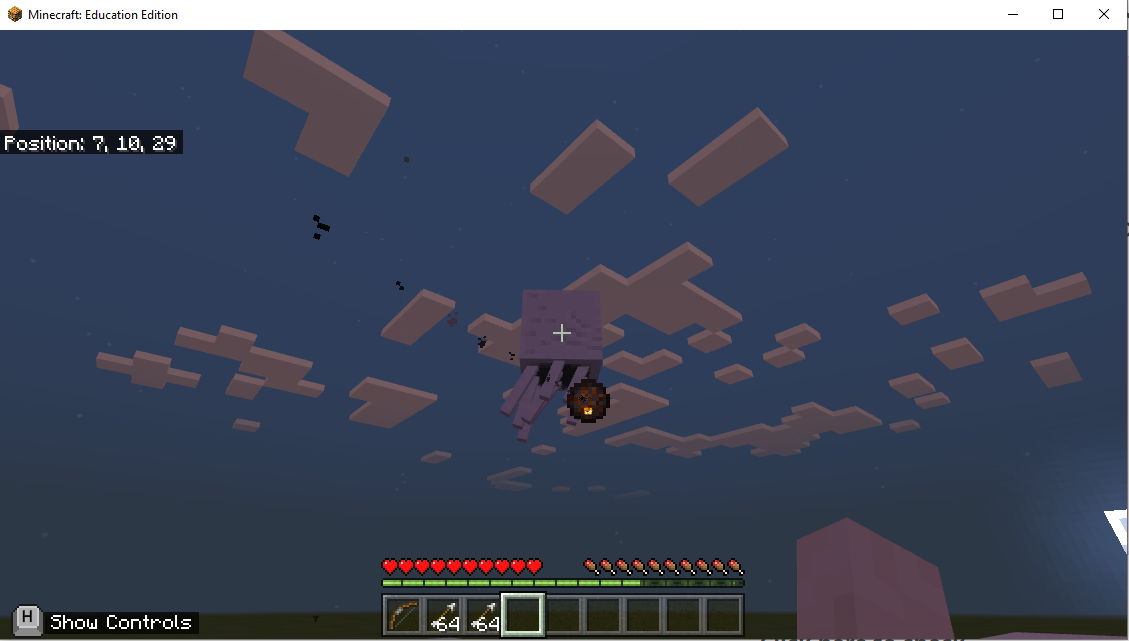 Minecraft: Education Edition
Position: 7, 10, 29
64
64
H
Show Controls